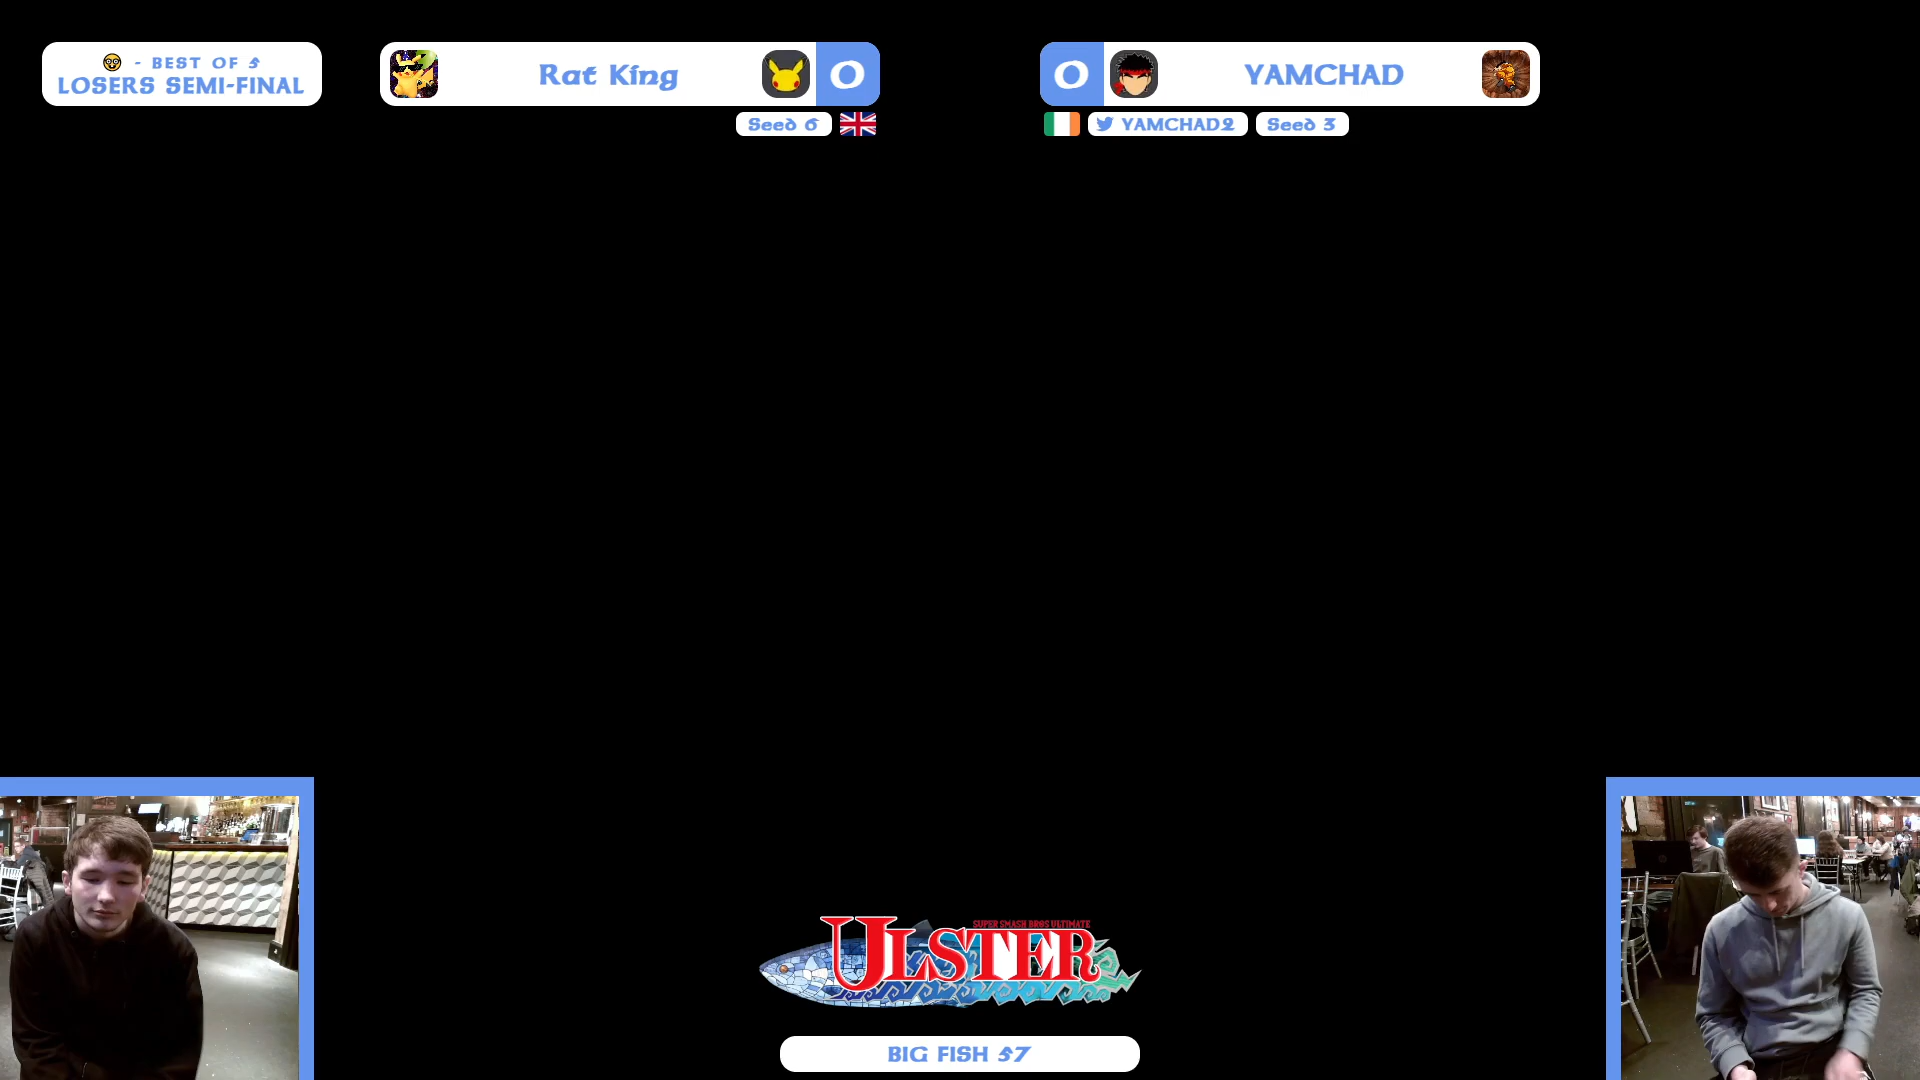 - BEST OF 5
LOSERS SEMI-FINAL
Rat King
0
Seed 6
0
YAMCHAD
YAMCHAD2
Seed 3
SUPER SMASH BROS ULTIMATE
ULSTER
BIG FISH 57